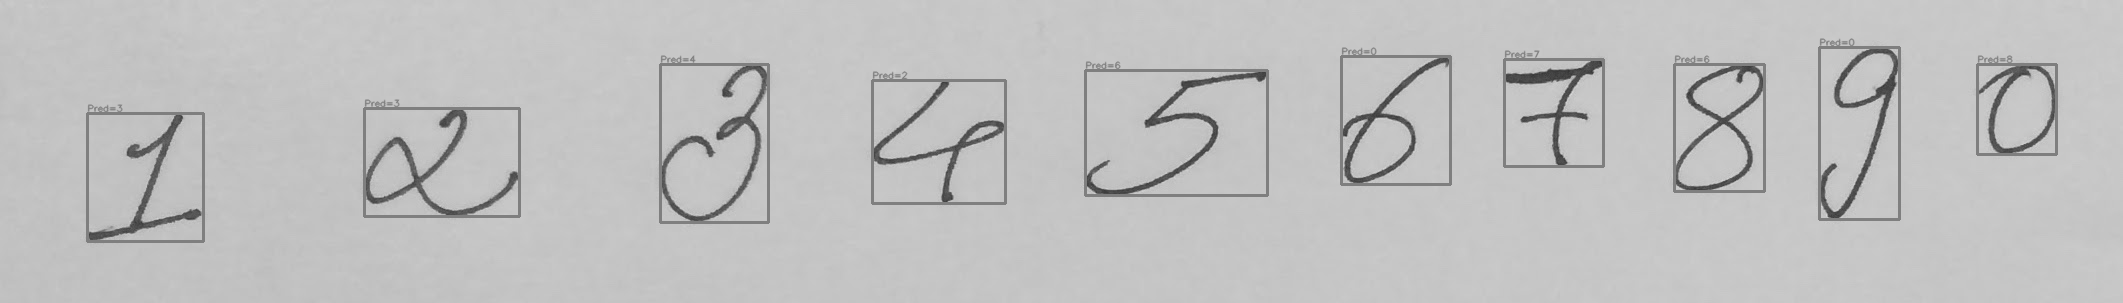 Pred=3 Pred=3 Pred=4 Pred=2 Pred=6 Pred=0 Pred=7 Pred=6 Pred=0 Pred=8
1 2 3 4 5 6 7 8 9 0